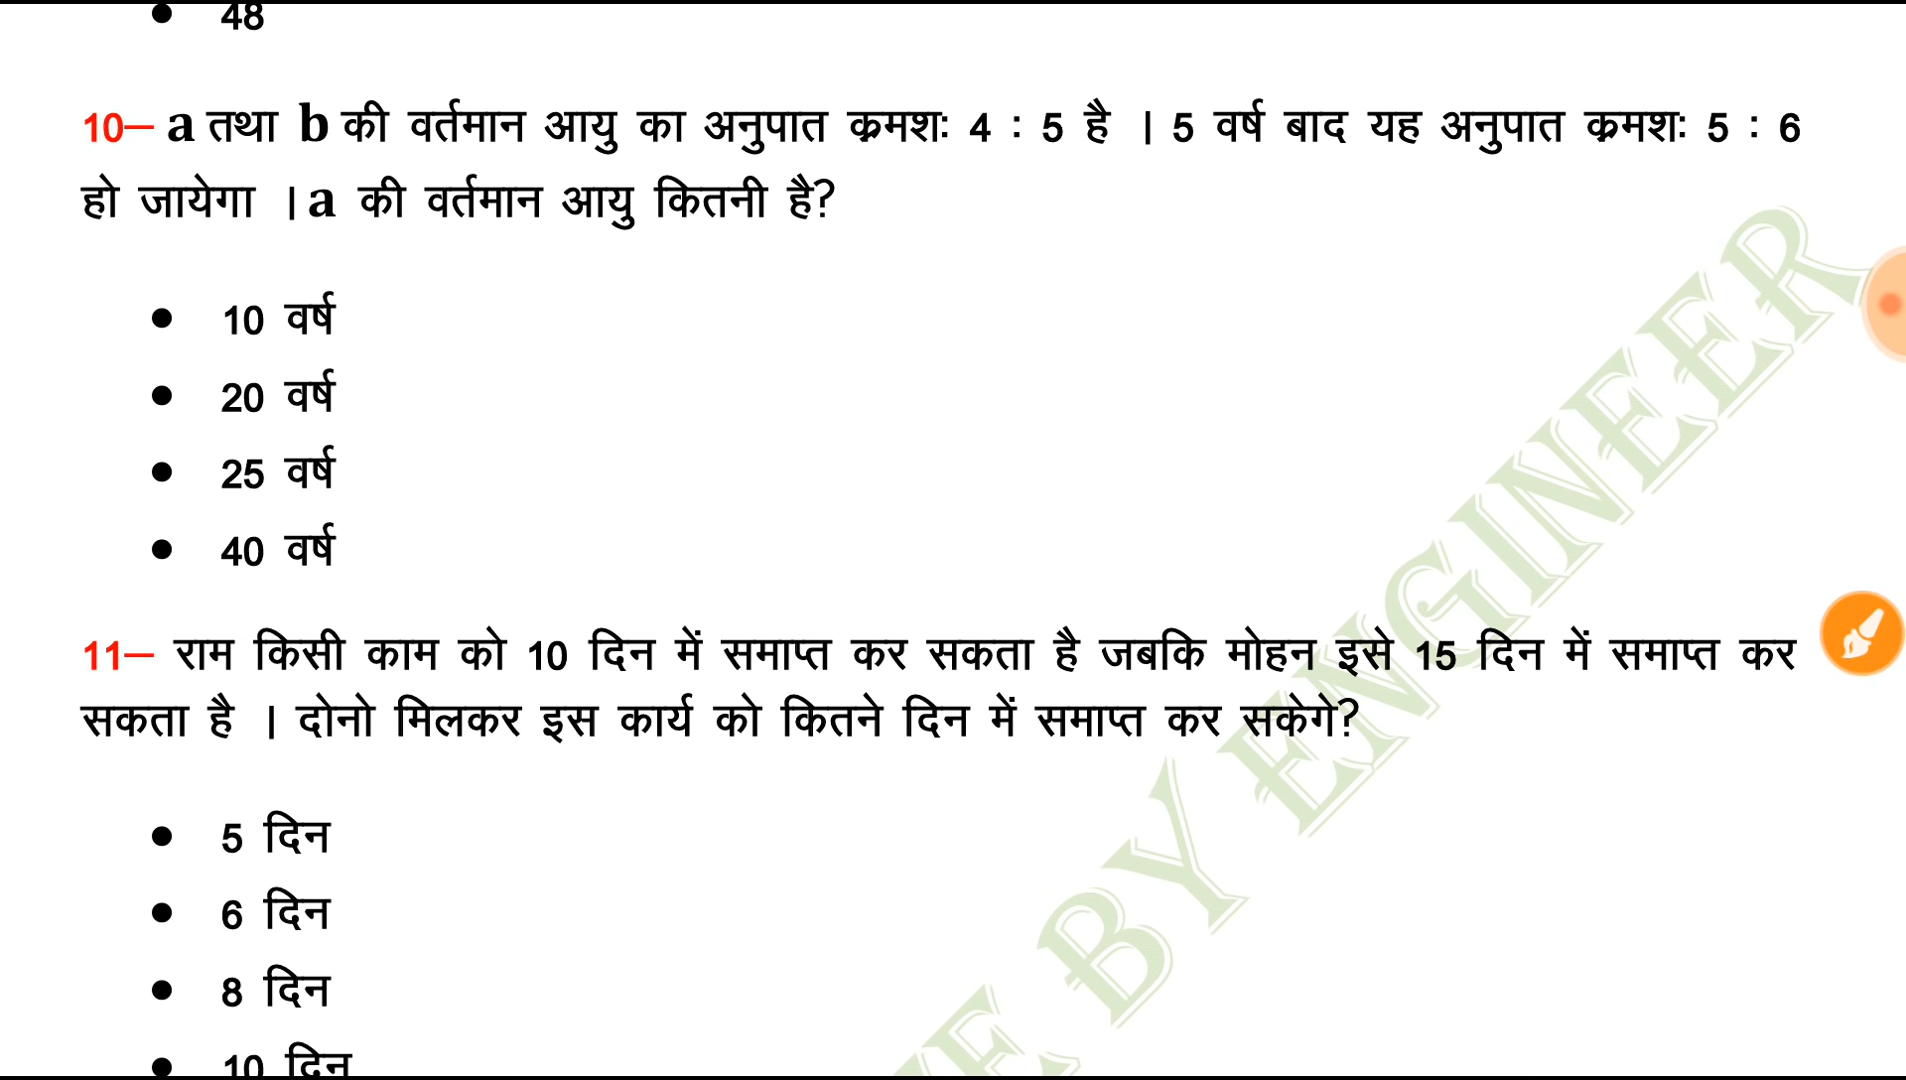 48
10— a तथा b की वर्तमान आयु का अनुपात क्रमशः 4 : 5 है । 5 वर्ष बाद यह अनुपात क्रमशः 5 : 6
हो जायेगा ।a की वर्तमान आयु कितनी है?
10 वर्ष
20 वर्ष
25 वर्ष
40 वर्ष
11— राम किसी काम को 10 दिन में समाप्त कर सकता है जबकि मोहन इसे 15 दिन में समाप्त कर
सकता है । दोनो मिलकर इस कार्य को कितने दिन में समाप्त कर सकेगे?
5 दिन
6 दिन
8 दिन
10 दिन
BY ENGINEER